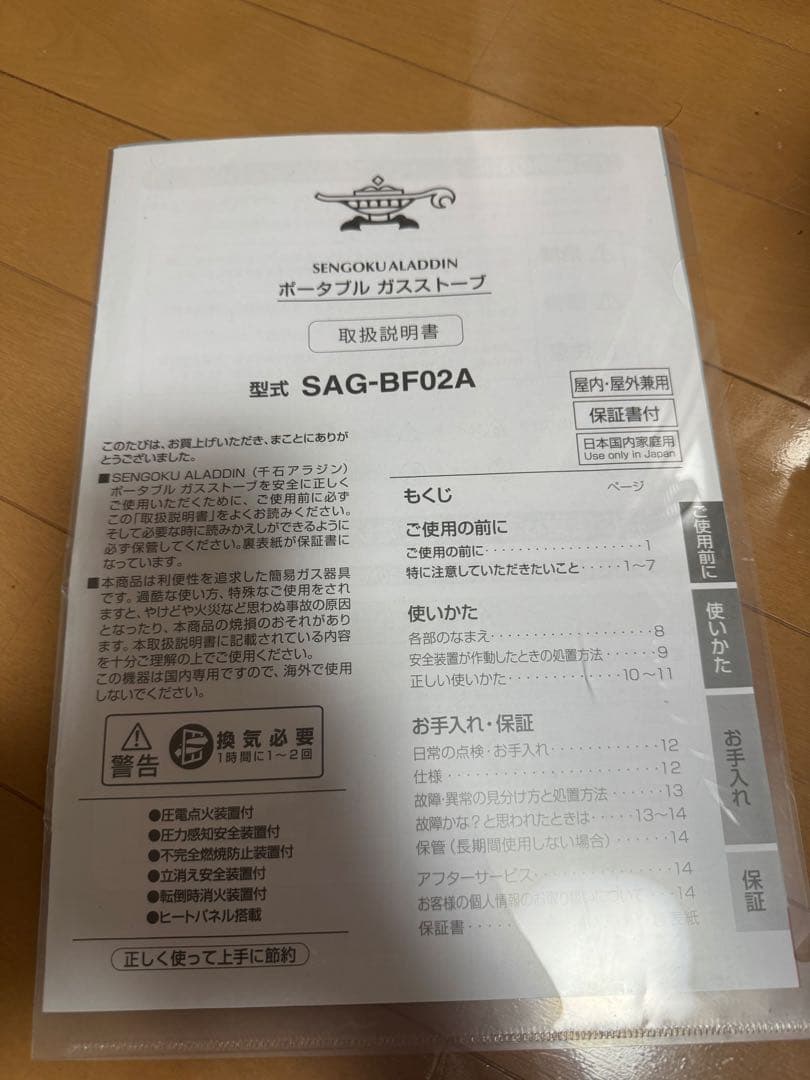 SENGOKU ALADDIN
ポータブル ガスストーブ
取扱説明書
型式 SAG-BF02A
屋内・屋外兼用
保証書付
日本国内家庭用
Use only in Japan
このたびは、お買上げいただき、まことにありが
とうございました。
■SENGOKU ALADDIN（千石アラジン）
ポータブル ガスストーブを安全に正しく
ご使用いただくために、ご使用前に必ず
この「取扱説明書」をよくお読みください。
そして必要な時に読みかえしができるように
必ず保管してください。裏表紙が保証書に
なっています。
■本商品は利便性を追求した簡易ガス器具
です。過酷な使い方、特殊なご使用をされ
ますと、やけどや火災など思わぬ事故の原因
となったり、本商品の焼損のおそれがあり
ます。本取扱説明書に記載されている内容
を十分ご理解の上でご使用ください。
この機器は国内専用ですので、海外で使用
しないでください。
警告
換気必要
1時間に1～2回
●圧電点火装置付
●圧力感知安全装置付
●不完全燃焼防止装置付
●立消え安全装置付
●転倒時消火装置付
●ヒートパネル搭載
正しく使って上手に節約
もくじ ページ
ご使用の前に
ご使用の前に・・・・・・・・・・・・・・・・・・・1
特に注意していただきたいこと・・・・・1～7
使いかた
各部のなまえ・・・・・・・・・・・・・・・・・・・8
安全装置が作動したときの処置方法・・・・・・9
正しい使いかた・・・・・・・・・・・・・10～11
お手入れ・保証
日常の点検・お手入れ・・・・・・・・・・・・12
仕様・・・・・・・・・・・・・・・・・・・・・・・12
故障・異常の見分け方と処置方法・・・・・・13
故障かな？と思われたときは・・・・13～14
保管（長期間使用しない場合）・・・・・・14
アフターサービス・・・・・・・・・・・・・・14
お客様の個人情報のお取り扱いについて・・・14
保証書・・・・・・・・・・・・・・・・・・表紙
ご使用前に
使いかた
お手入れ
保証